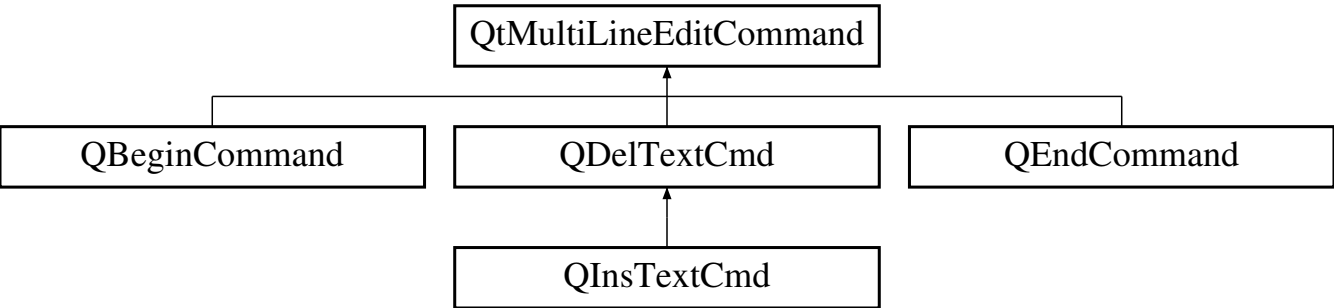 QtMultiLineEditCommand
QBeginCommand
QDelTextCmd
QEndCommand
QInsTextCmd